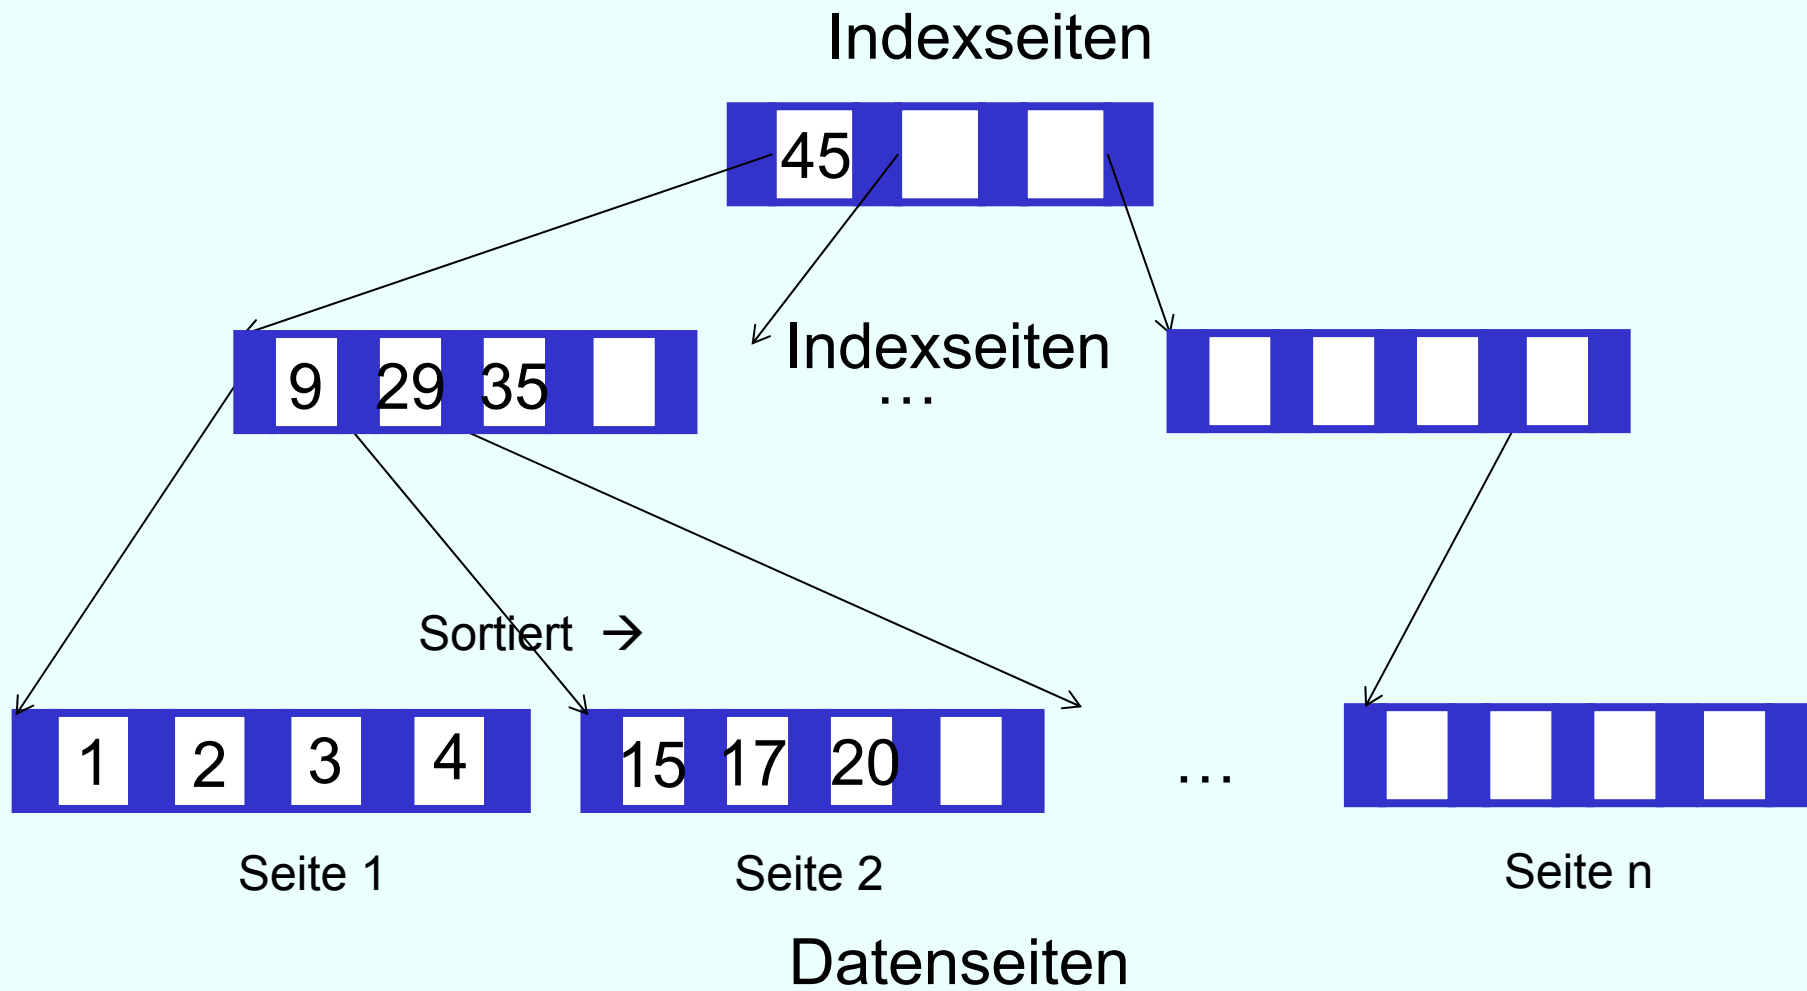 Indexseiten
45
Indexseiten
9 29 35
…
Sortiert →
1 2 3 4
15 17 20
…
Seite 1
Seite 2
Seite n
Datenseiten